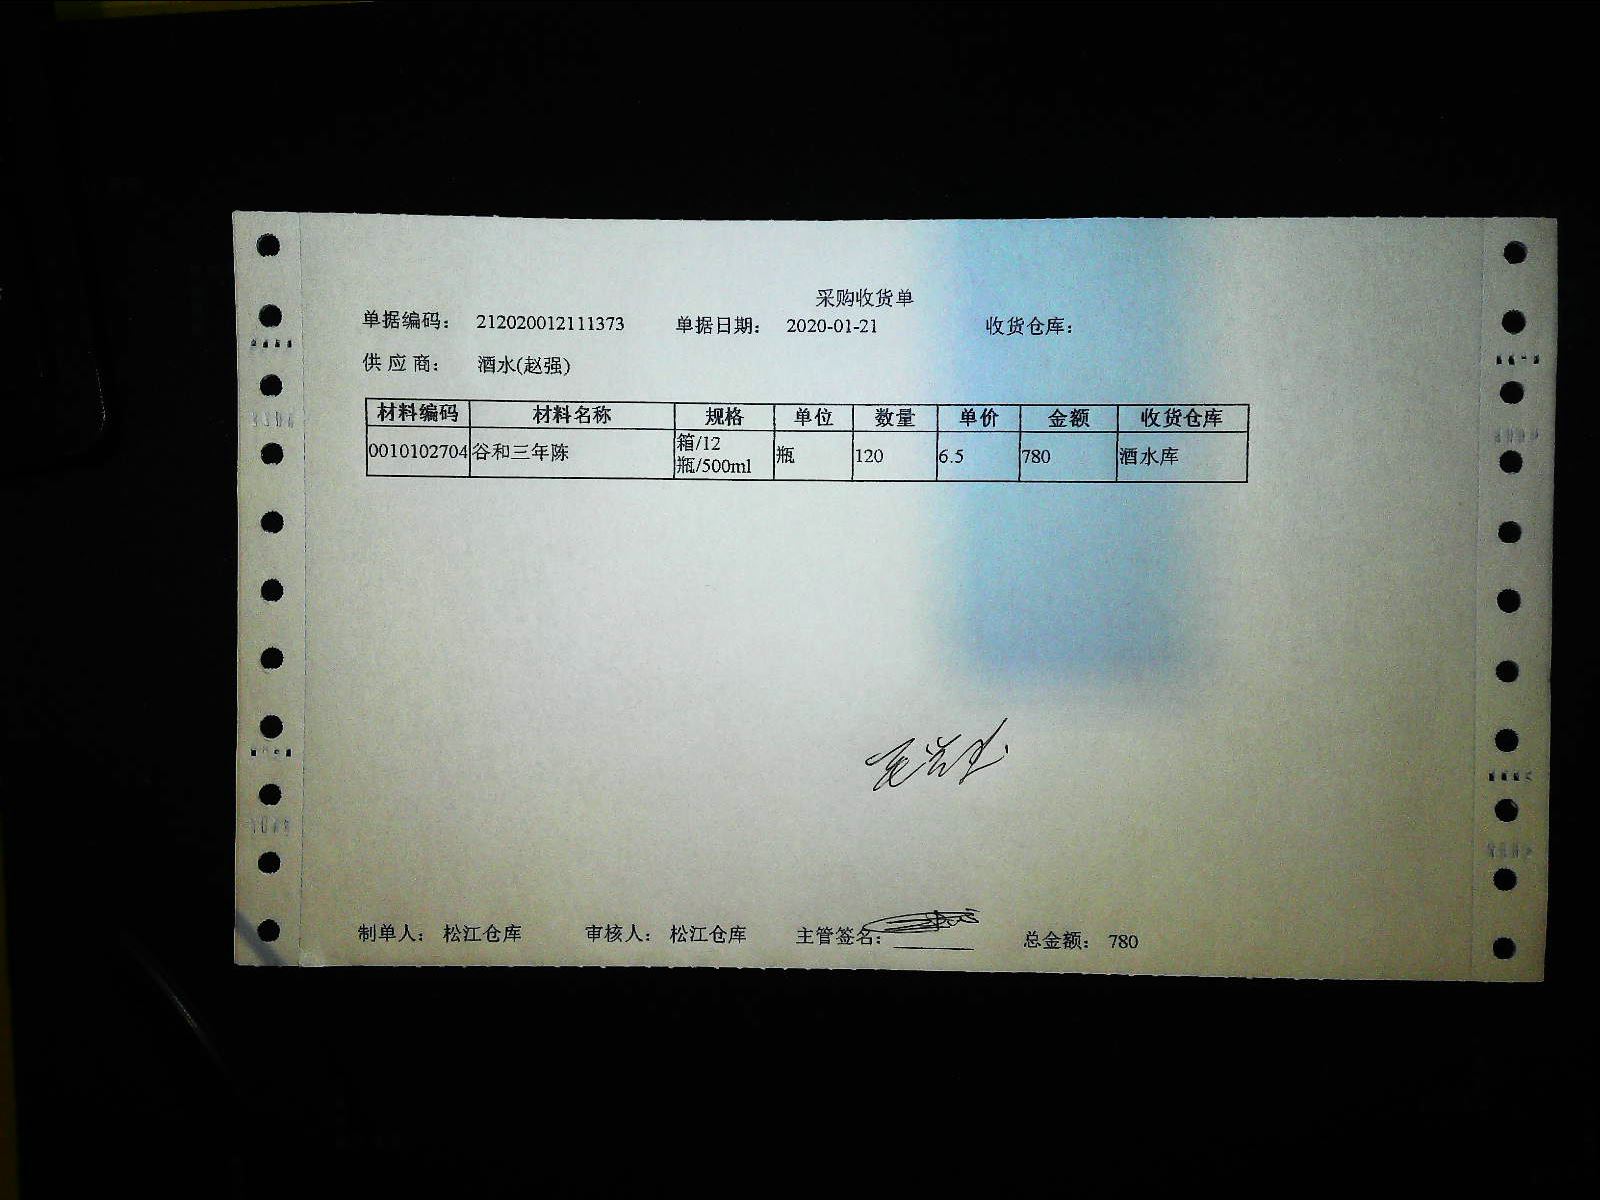 采购收货单
单据编码： 212020012111373 单据日期： 2020-01-21 收货仓库：
供 应 商： 酒水(赵强)
材料编码 材料名称 规格 单位 数量 单价 金额 收货仓库
0010102704 谷和三年陈 箱/12瓶/500ml 瓶 120 6.5 780 酒水库
制单人： 松江仓库 审核人： 松江仓库 主管签名： 总金额： 780